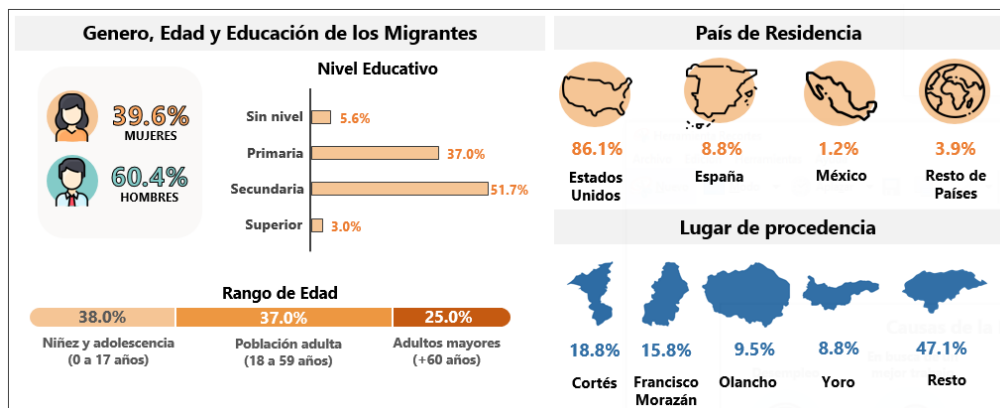 Genero, Edad y Educación de los Migrantes
39.6%
MUJERES
60.4%
HOMBRES
Nivel Educativo
Sin nivel 5.6%
Primaria 37.0%
Secundaria 51.7%
Superior 3.0%
Rango de Edad
38.0% 37.0% 25.0%
Niñez y adolescencia Población adulta Adultos mayores
(0 a 17 años) (18 a 59 años) (+60 años)
País de Residencia
86.1% 8.8% 1.2% 3.9%
Estados España México Resto de
Unidos Países
Lugar de procedencia
18.8% 15.8% 9.5% 8.8% 47.1%
Cortés Francisco Olancho Yoro Resto
Morazán
Causas de la